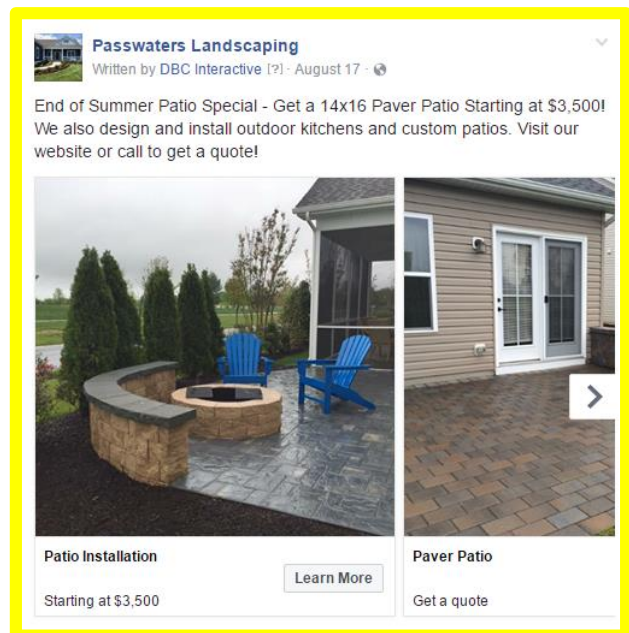 Passwaters Landscaping
Written by DBC Interactive [?] · August 17 ·
End of Summer Patio Special - Get a 14x16 Paver Patio Starting at $3,500!
We also design and install outdoor kitchens and custom patios. Visit our
website or call to get a quote!
Patio Installation
Learn More
Starting at $3,500
Paver Patio
Get a quote